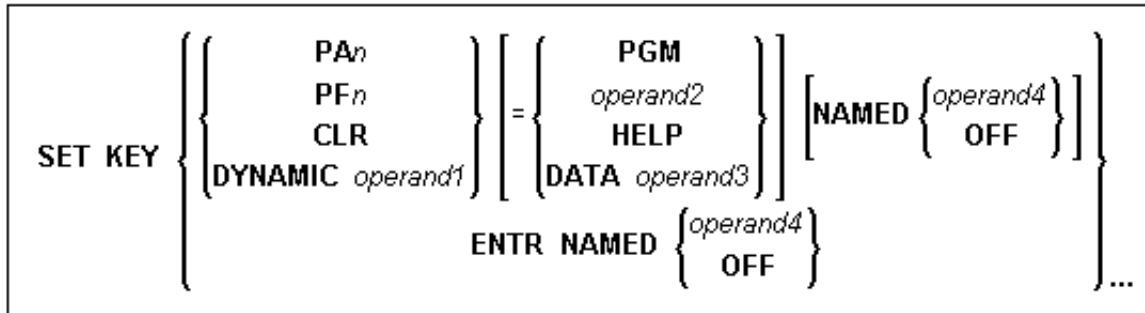 PAn PGM
PFn operand2 operand4
CLR = HELP NAMED OFF
SET KEY
DYNAMIC operand1 DATA operand3
operand4
ENTR NAMED
OFF
...